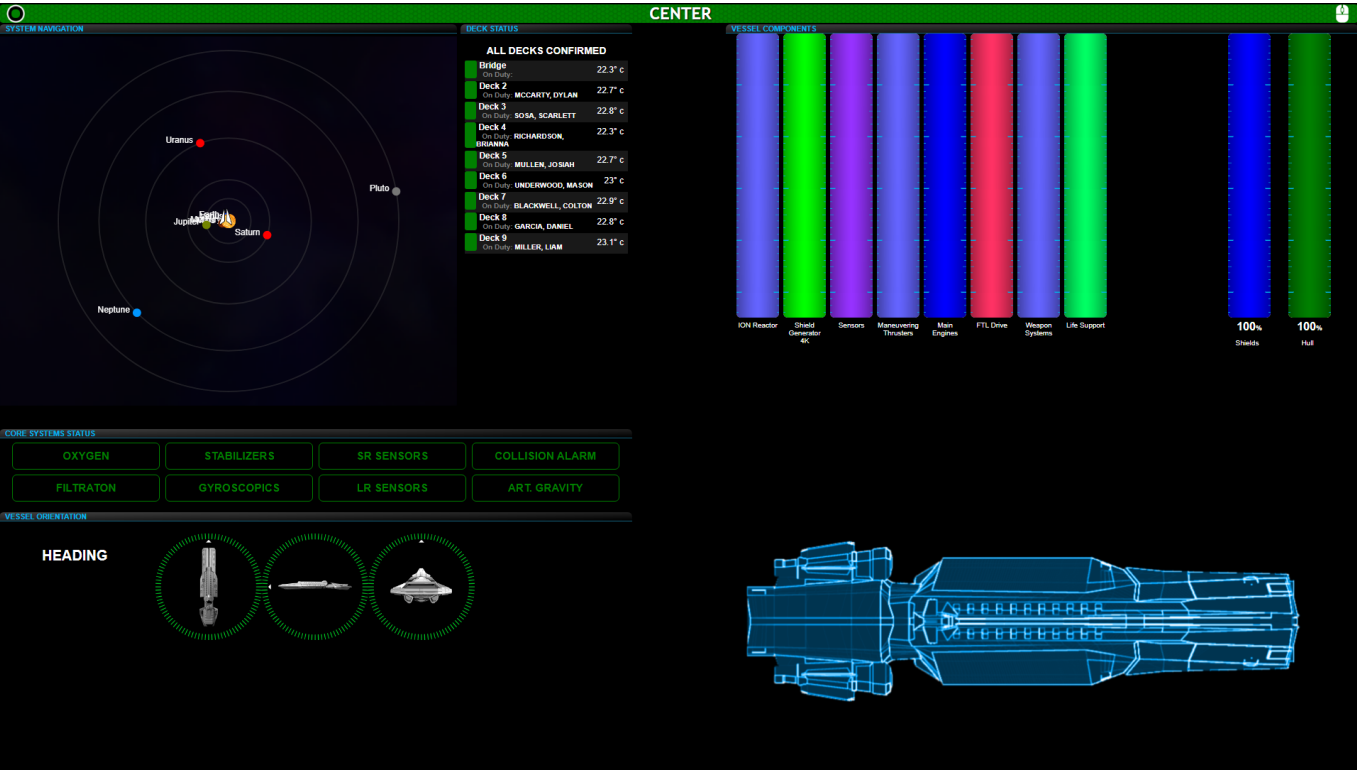 CENTER
SYSTEM NAVIGATION
Uranus
Pluto
Earth
Jupiter
Saturn
Neptune
DECK STATUS
ALL DECKS CONFIRMED
Bridge
On Duty:
22.3° c
Deck 2
On Duty: MCCARTY, DYLAN
22.7° c
Deck 3
On Duty: SOSA, SCARLETT
22.8° c
Deck 4
On Duty: RICHARDSON,
BRIANNA
22.3° c
Deck 5
On Duty: MULLEN, JOSIAH
22.7° c
Deck 6
On Duty: UNDERWOOD, MASON
23° c
Deck 7
On Duty: BLACKWELL, COLTON
22.9° c
Deck 8
On Duty: GARCIA, DANIEL
22.8° c
Deck 9
On Duty: MILLER, LIAM
23.1° c
VESSEL COMPONENTS
ION Reactor
Shield
Generator
4K
Sensors
Maneuvering
Thrusters
Main
Engines
FTL Drive
Weapon
Systems
Life Support
100%
Shields
100%
Hull
CORE SYSTEMS STATUS
OXYGEN
STABILIZERS
SR SENSORS
COLLISION ALARM
FILTRATON
GYROSCOPICS
LR SENSORS
ART. GRAVITY
VESSEL ORIENTATION
HEADING